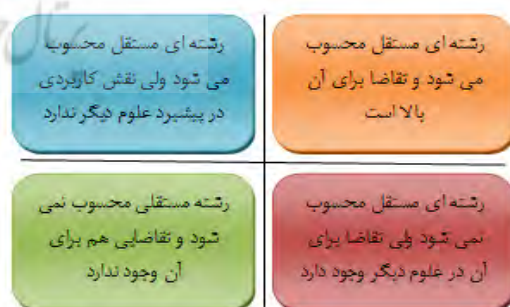 رشته ای مستقل محسوب
می شود و تقاضا برای آن
بالا است
رشته ای مستقل محسوب
می شود ولی نقش کاربردی
در پیشبرد علوم دیگر ندارد
رشته ای مستقل محسوب
نمی شود ولی تقاضا برای
آن در علوم دیگر وجود دارد
رشته مستقلی محسوب نمی
شود و تقاضایی هم برای
آن وجود ندارد